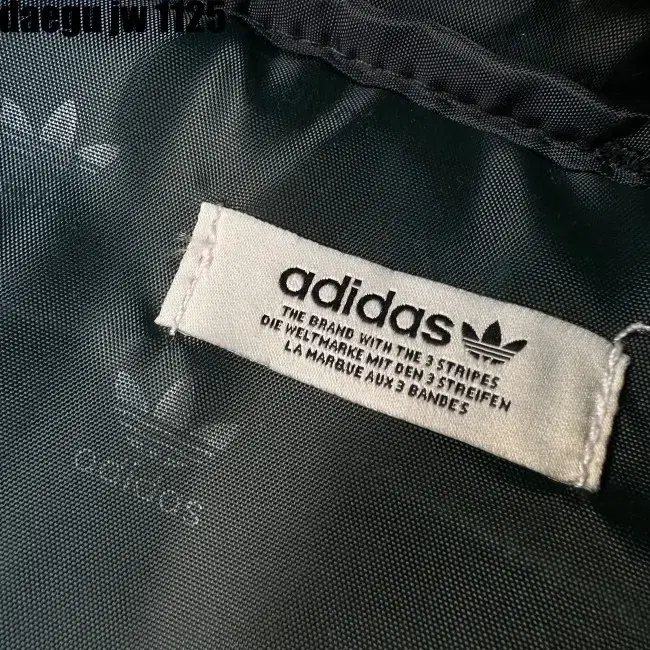 daegu jw 1125
adidas
THE BRAND WITH THE 3 STRIPES
DIE WELTMARKE MIT DEN 3 STREIFEN
LA MARQUE AUX 3 BANDES
adidas